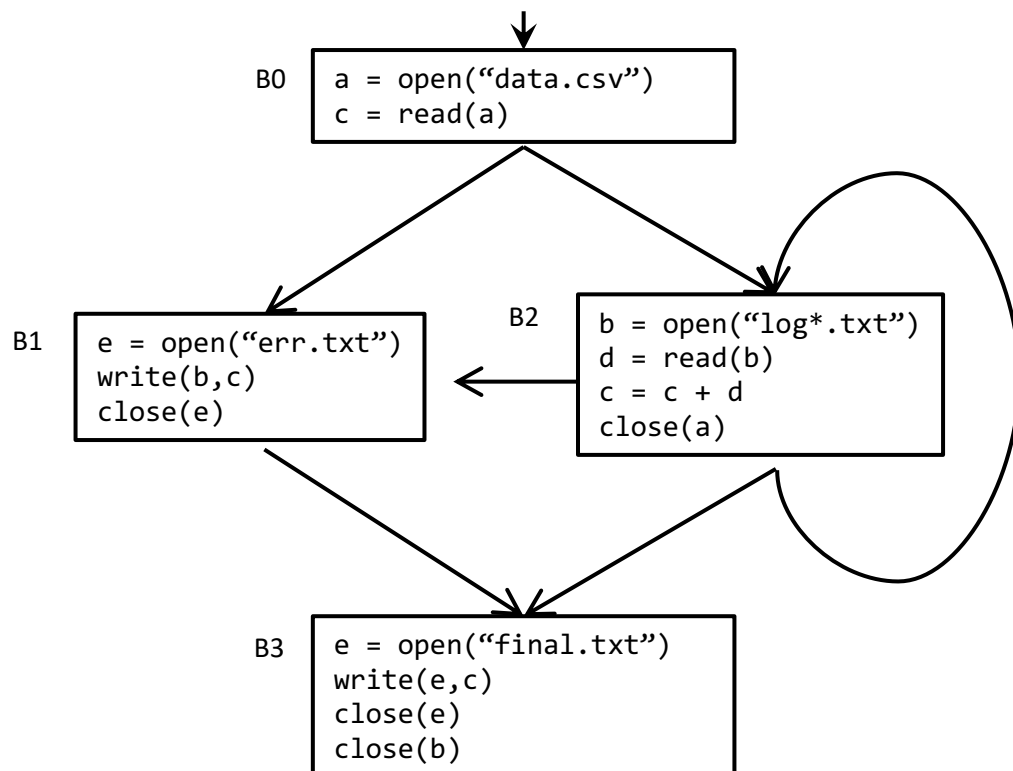 B0
a = open(“data.csv”)
c = read(a)
B1
e = open(“err.txt”)
write(b,c)
close(e)
B2
b = open(“log*.txt”)
d = read(b)
c = c + d
close(a)
B3
e = open(“final.txt”)
write(e,c)
close(e)
close(b)